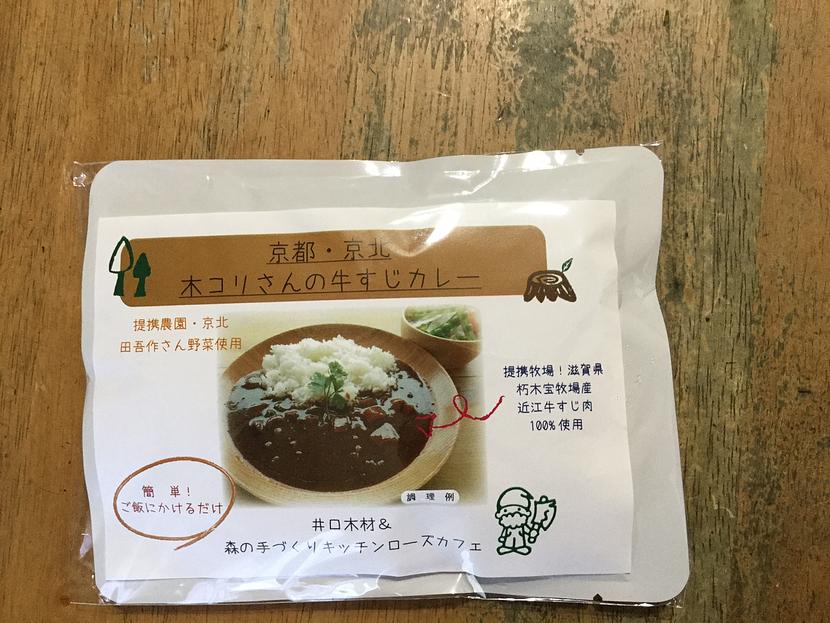 京都・京北
木コリさんの牛すじカレー
提携農園・京北
田吾作さん野菜使用
提携牧場！滋賀県
朽木宝牧場産
近江牛すじ肉
100%使用
簡単！
ご飯にかけるだけ
調理例
井口木材＆
森の手づくりキッチンローズカフェ